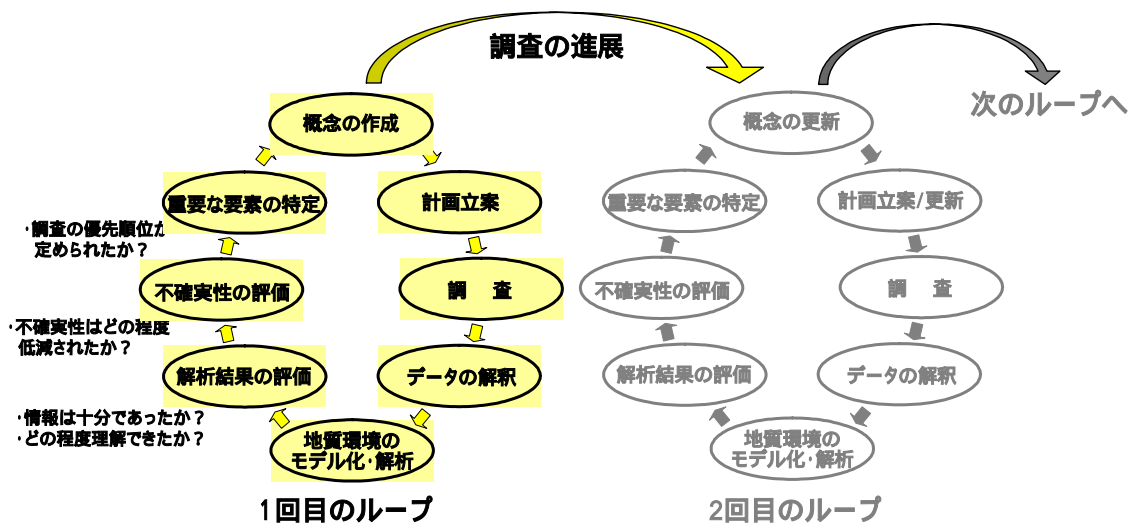 調査の進展
次のループへ
概念の作成
計画立案
調　査
データの解釈
地質環境の
モデル化・解析
解析結果の評価
不確実性の評価
重要な要素の特定
・調査の優先順位が
定められたか？
・不確実性はどの程度
低減されたか？
・情報は十分であったか？
・どの程度理解できたか？
1回目のループ
概念の更新
計画立案/更新
調　査
データの解釈
地質環境の
モデル化・解析
解析結果の評価
不確実性の評価
重要な要素の特定
2回目のループ